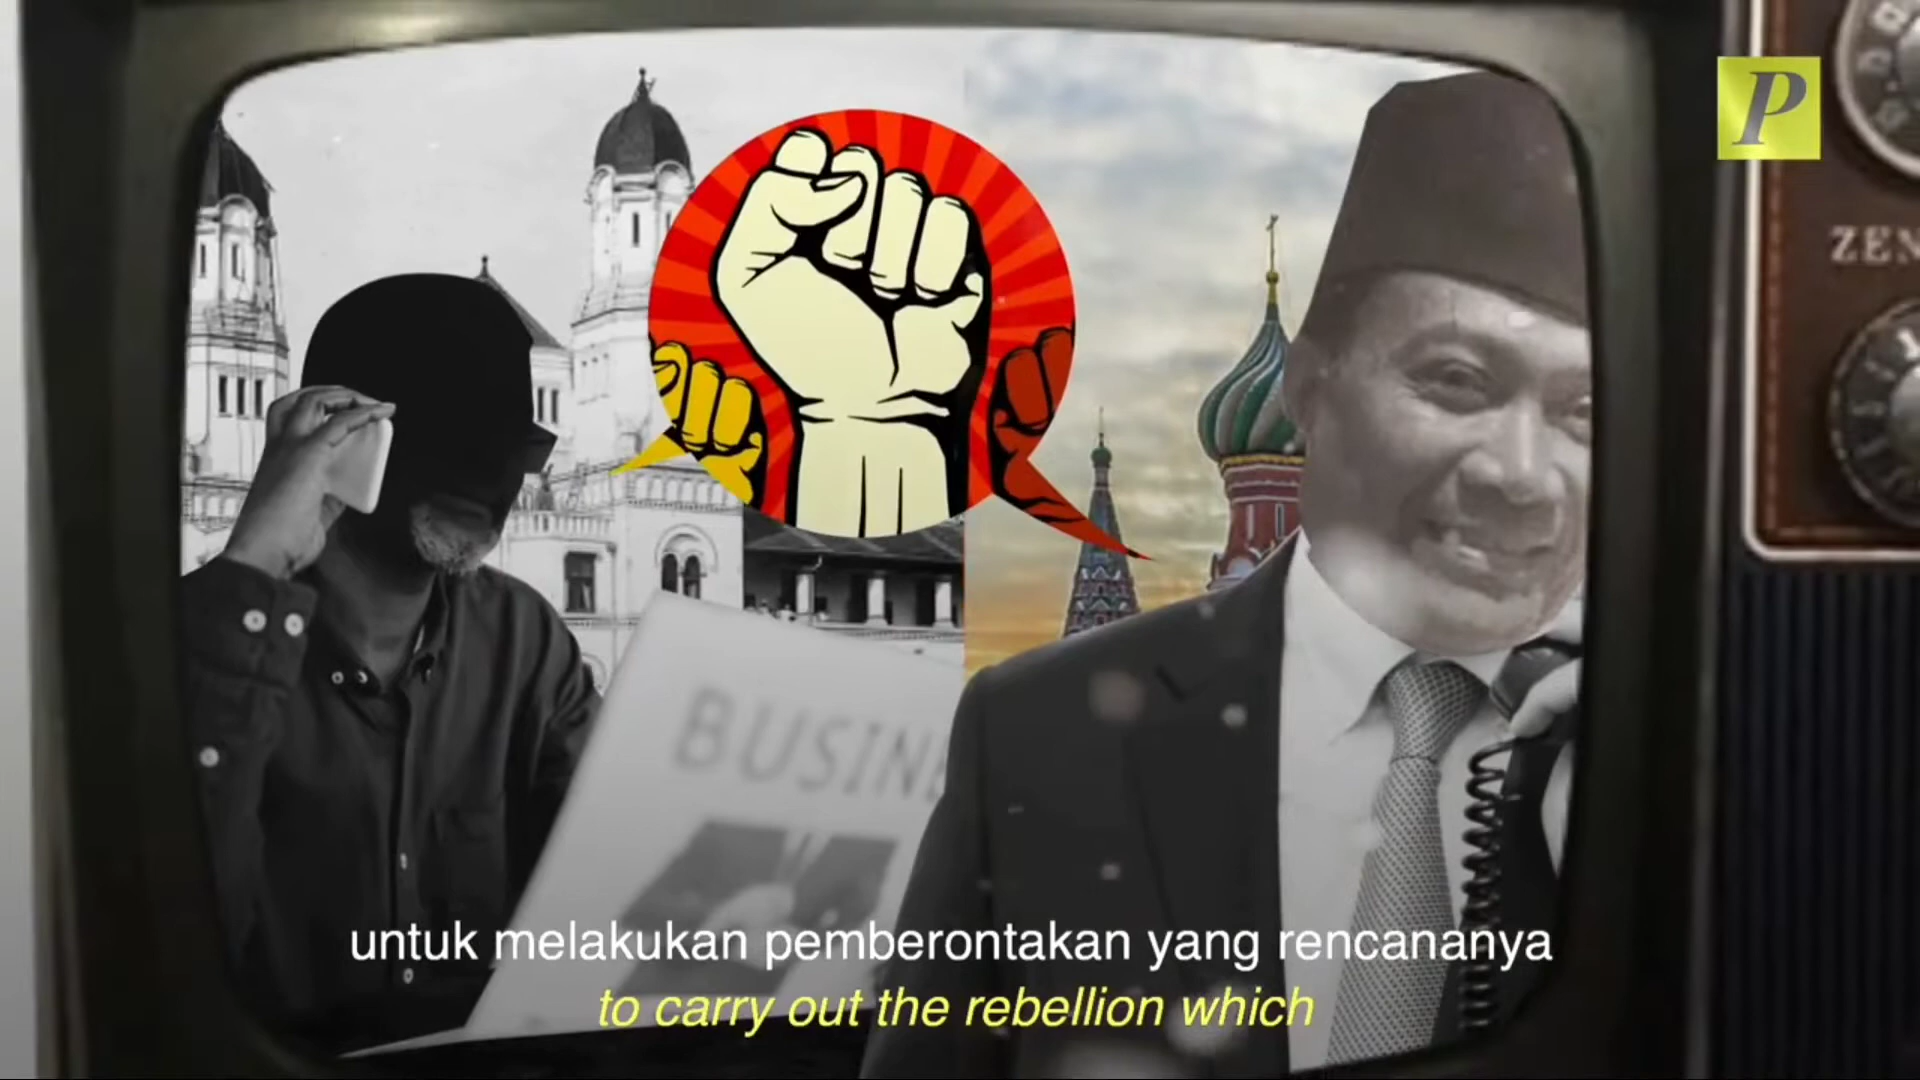 P
ZEN
BUSIN
untuk melakukan pemberontakan yang rencananya
to carry out the rebellion which